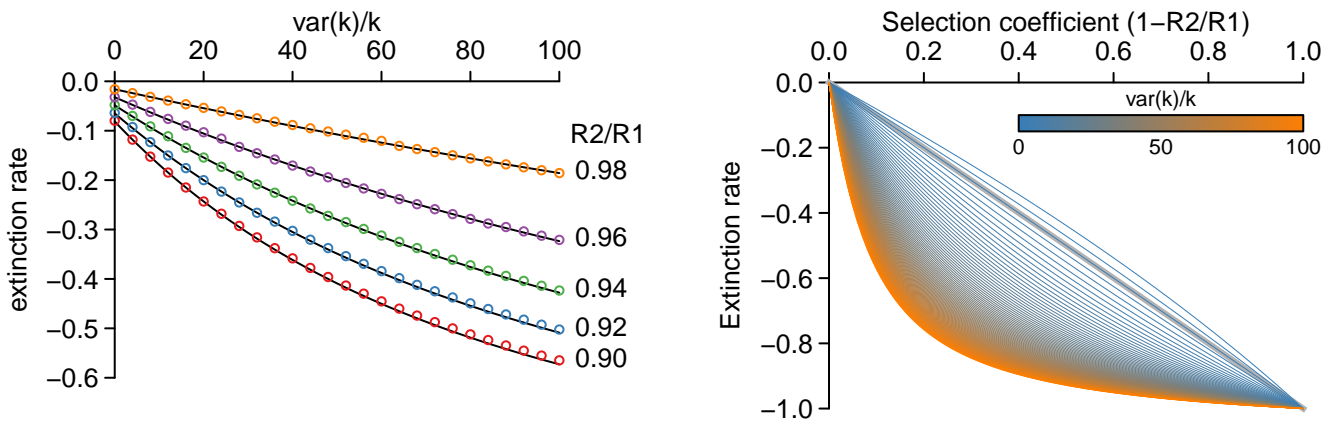 var(k)/k
0 20 40 60 80 100
0.0
−0.1
−0.2
−0.3
−0.4
−0.5
−0.6
extinction rate
R2/R1
0.98
0.96
0.94
0.92
0.90
Selection coefficient (1−R2/R1)
0.0 0.2 0.4 0.6 0.8 1.0
0.0
−0.2
−0.4
−0.6
−0.8
−1.0
Extinction rate
var(k)/k
0 50 100